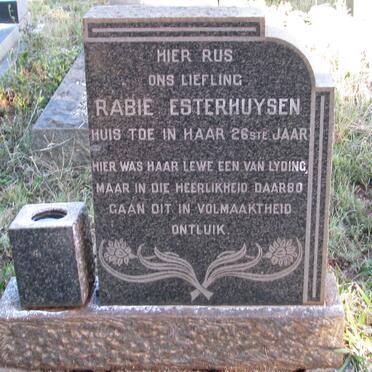 HIER RUS
ONS LIEFLING
RABIE ESTERHUYSEN
HUIS TOE IN HAAR 26STE JAAR
HIER WAS HAAR LEWE EEN VAN LYDING,
MAAR IN DIE HEERLIKHEID DAARBO
GAAN DIT IN VOLMAAKTHEID
ONTLUIK.